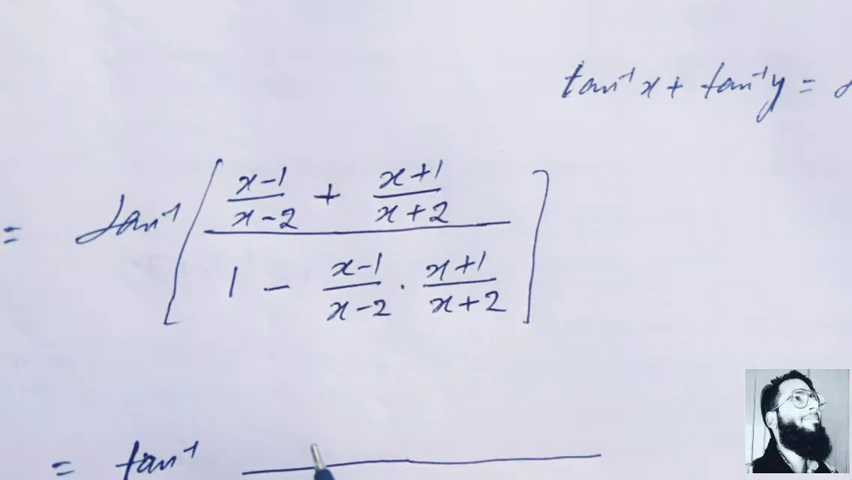 tan⁻¹x + tan⁻¹y =
= tan⁻¹ [ ((x-1)/(x-2) + (x+1)/(x+2)) / (1 - (x-1)/(x-2) · (x+1)/(x+2)) ]
= tan⁻¹